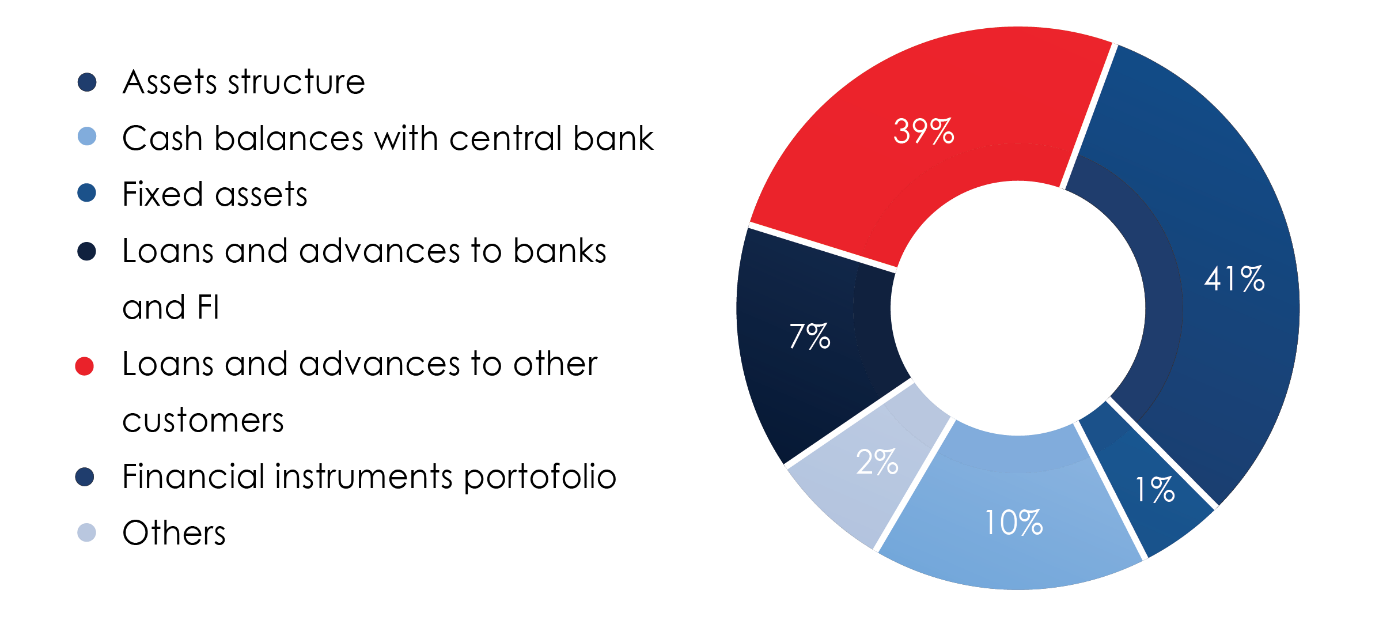 Assets structure
Cash balances with central bank
Fixed assets
Loans and advances to banks
and FI
Loans and advances to other
customers
Financial instruments portofolio
Others
39%
41%
7%
2%
1%
10%